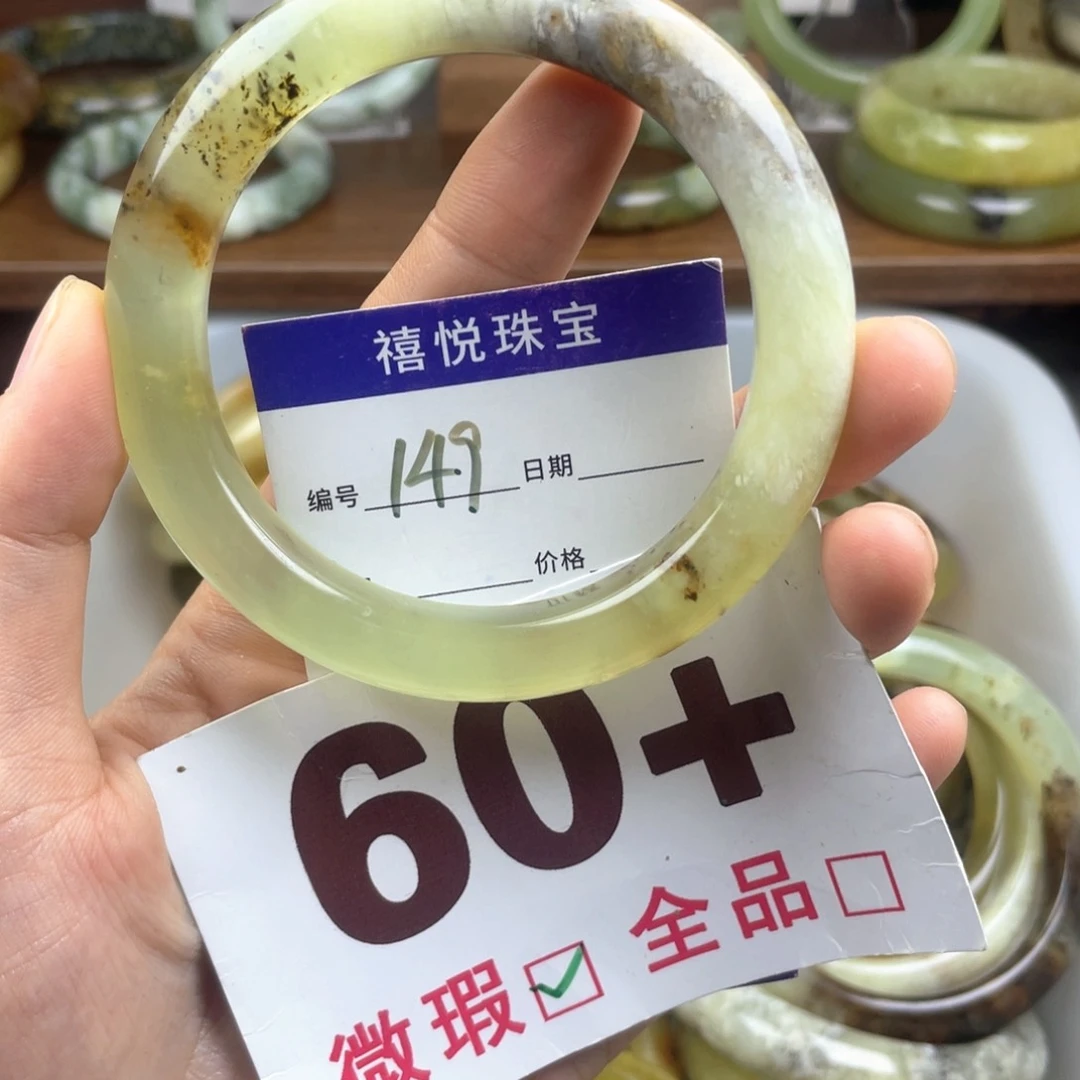 禧悦珠宝
编号 149 日期
价格
60+
微瑕☑ 全品☐